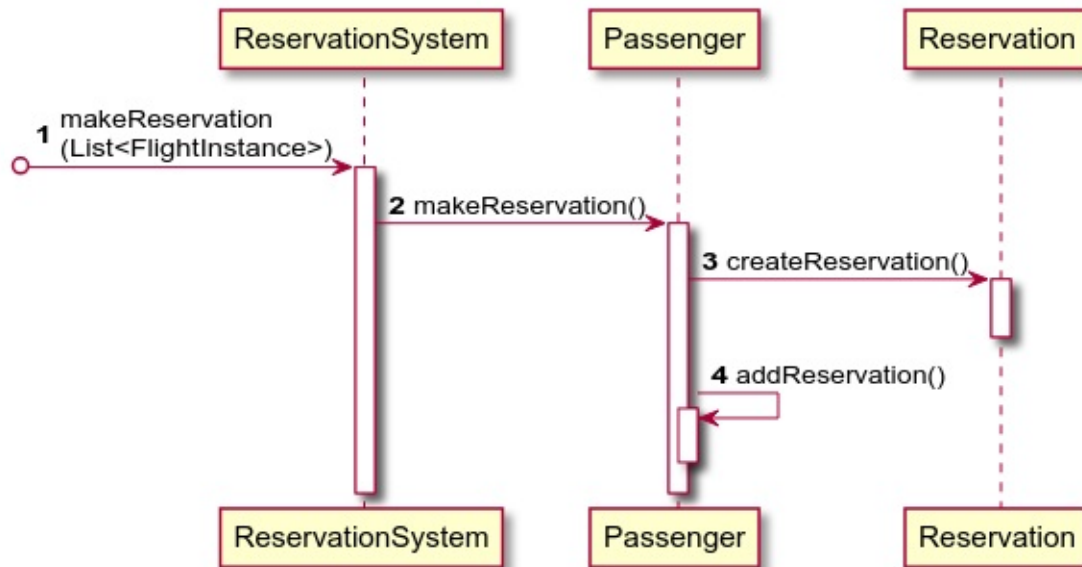 ReservationSystem
Passenger
Reservation
1 makeReservation
(List<FlightInstance>)
2 makeReservation()
3 createReservation()
4 addReservation()
ReservationSystem
Passenger
Reservation